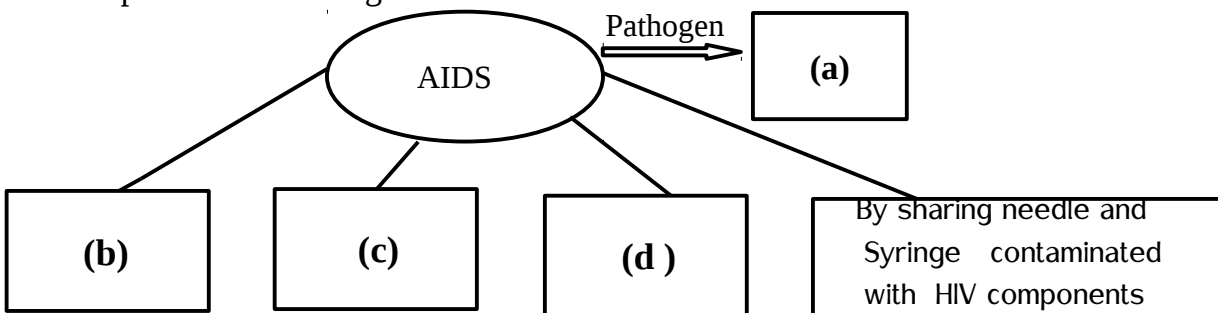 Pathogen
AIDS
(a)
(b)
(c)
(d )
By sharing needle and
Syringe contaminated
with HIV components